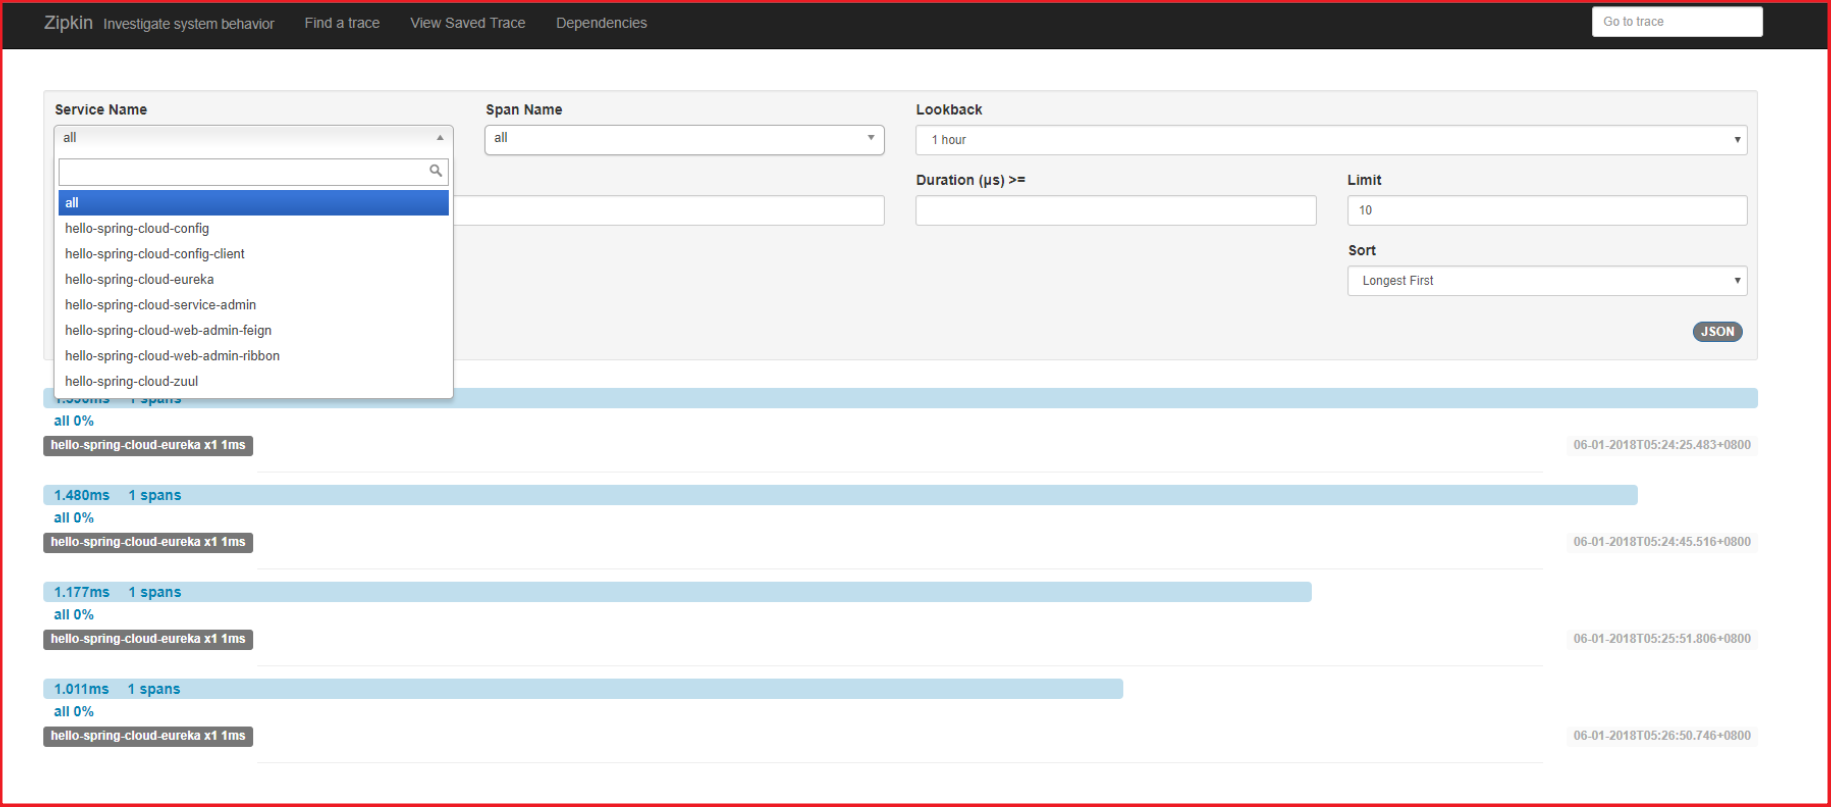 Zipkin Investigate system behavior Find a trace View Saved Trace Dependencies Go to trace
Service Name Span Name Lookback
all all 1 hour
Duration (μs) >= Limit
all
10
hello-spring-cloud-config
hello-spring-cloud-config-client
Sort
hello-spring-cloud-eureka
Longest First
hello-spring-cloud-service-admin
hello-spring-cloud-web-admin-feign
JSON
hello-spring-cloud-web-admin-ribbon
hello-spring-cloud-zuul
1 spans
all 0%
hello-spring-cloud-eureka x1 1ms 06-01-2018T05:24:25.483+0800
1.480ms 1 spans
all 0%
hello-spring-cloud-eureka x1 1ms 06-01-2018T05:24:45.516+0800
1.177ms 1 spans
all 0%
hello-spring-cloud-eureka x1 1ms 06-01-2018T05:25:51.806+0800
1.011ms 1 spans
all 0%
hello-spring-cloud-eureka x1 1ms 06-01-2018T05:26:50.746+0800